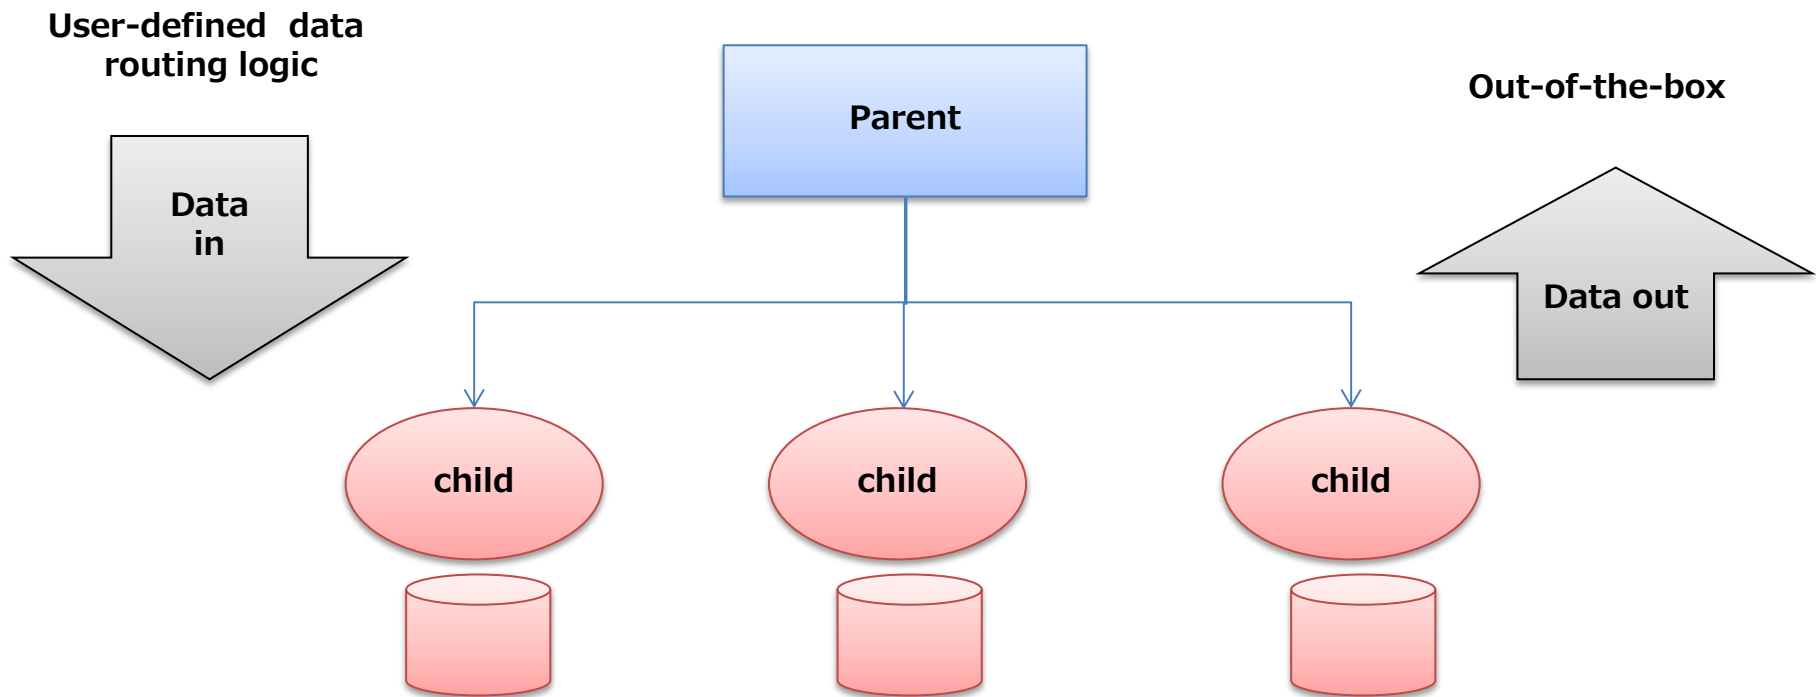 User-defined data
routing logic
Parent
Out-of-the-box
Data
in
Data out
child
child
child